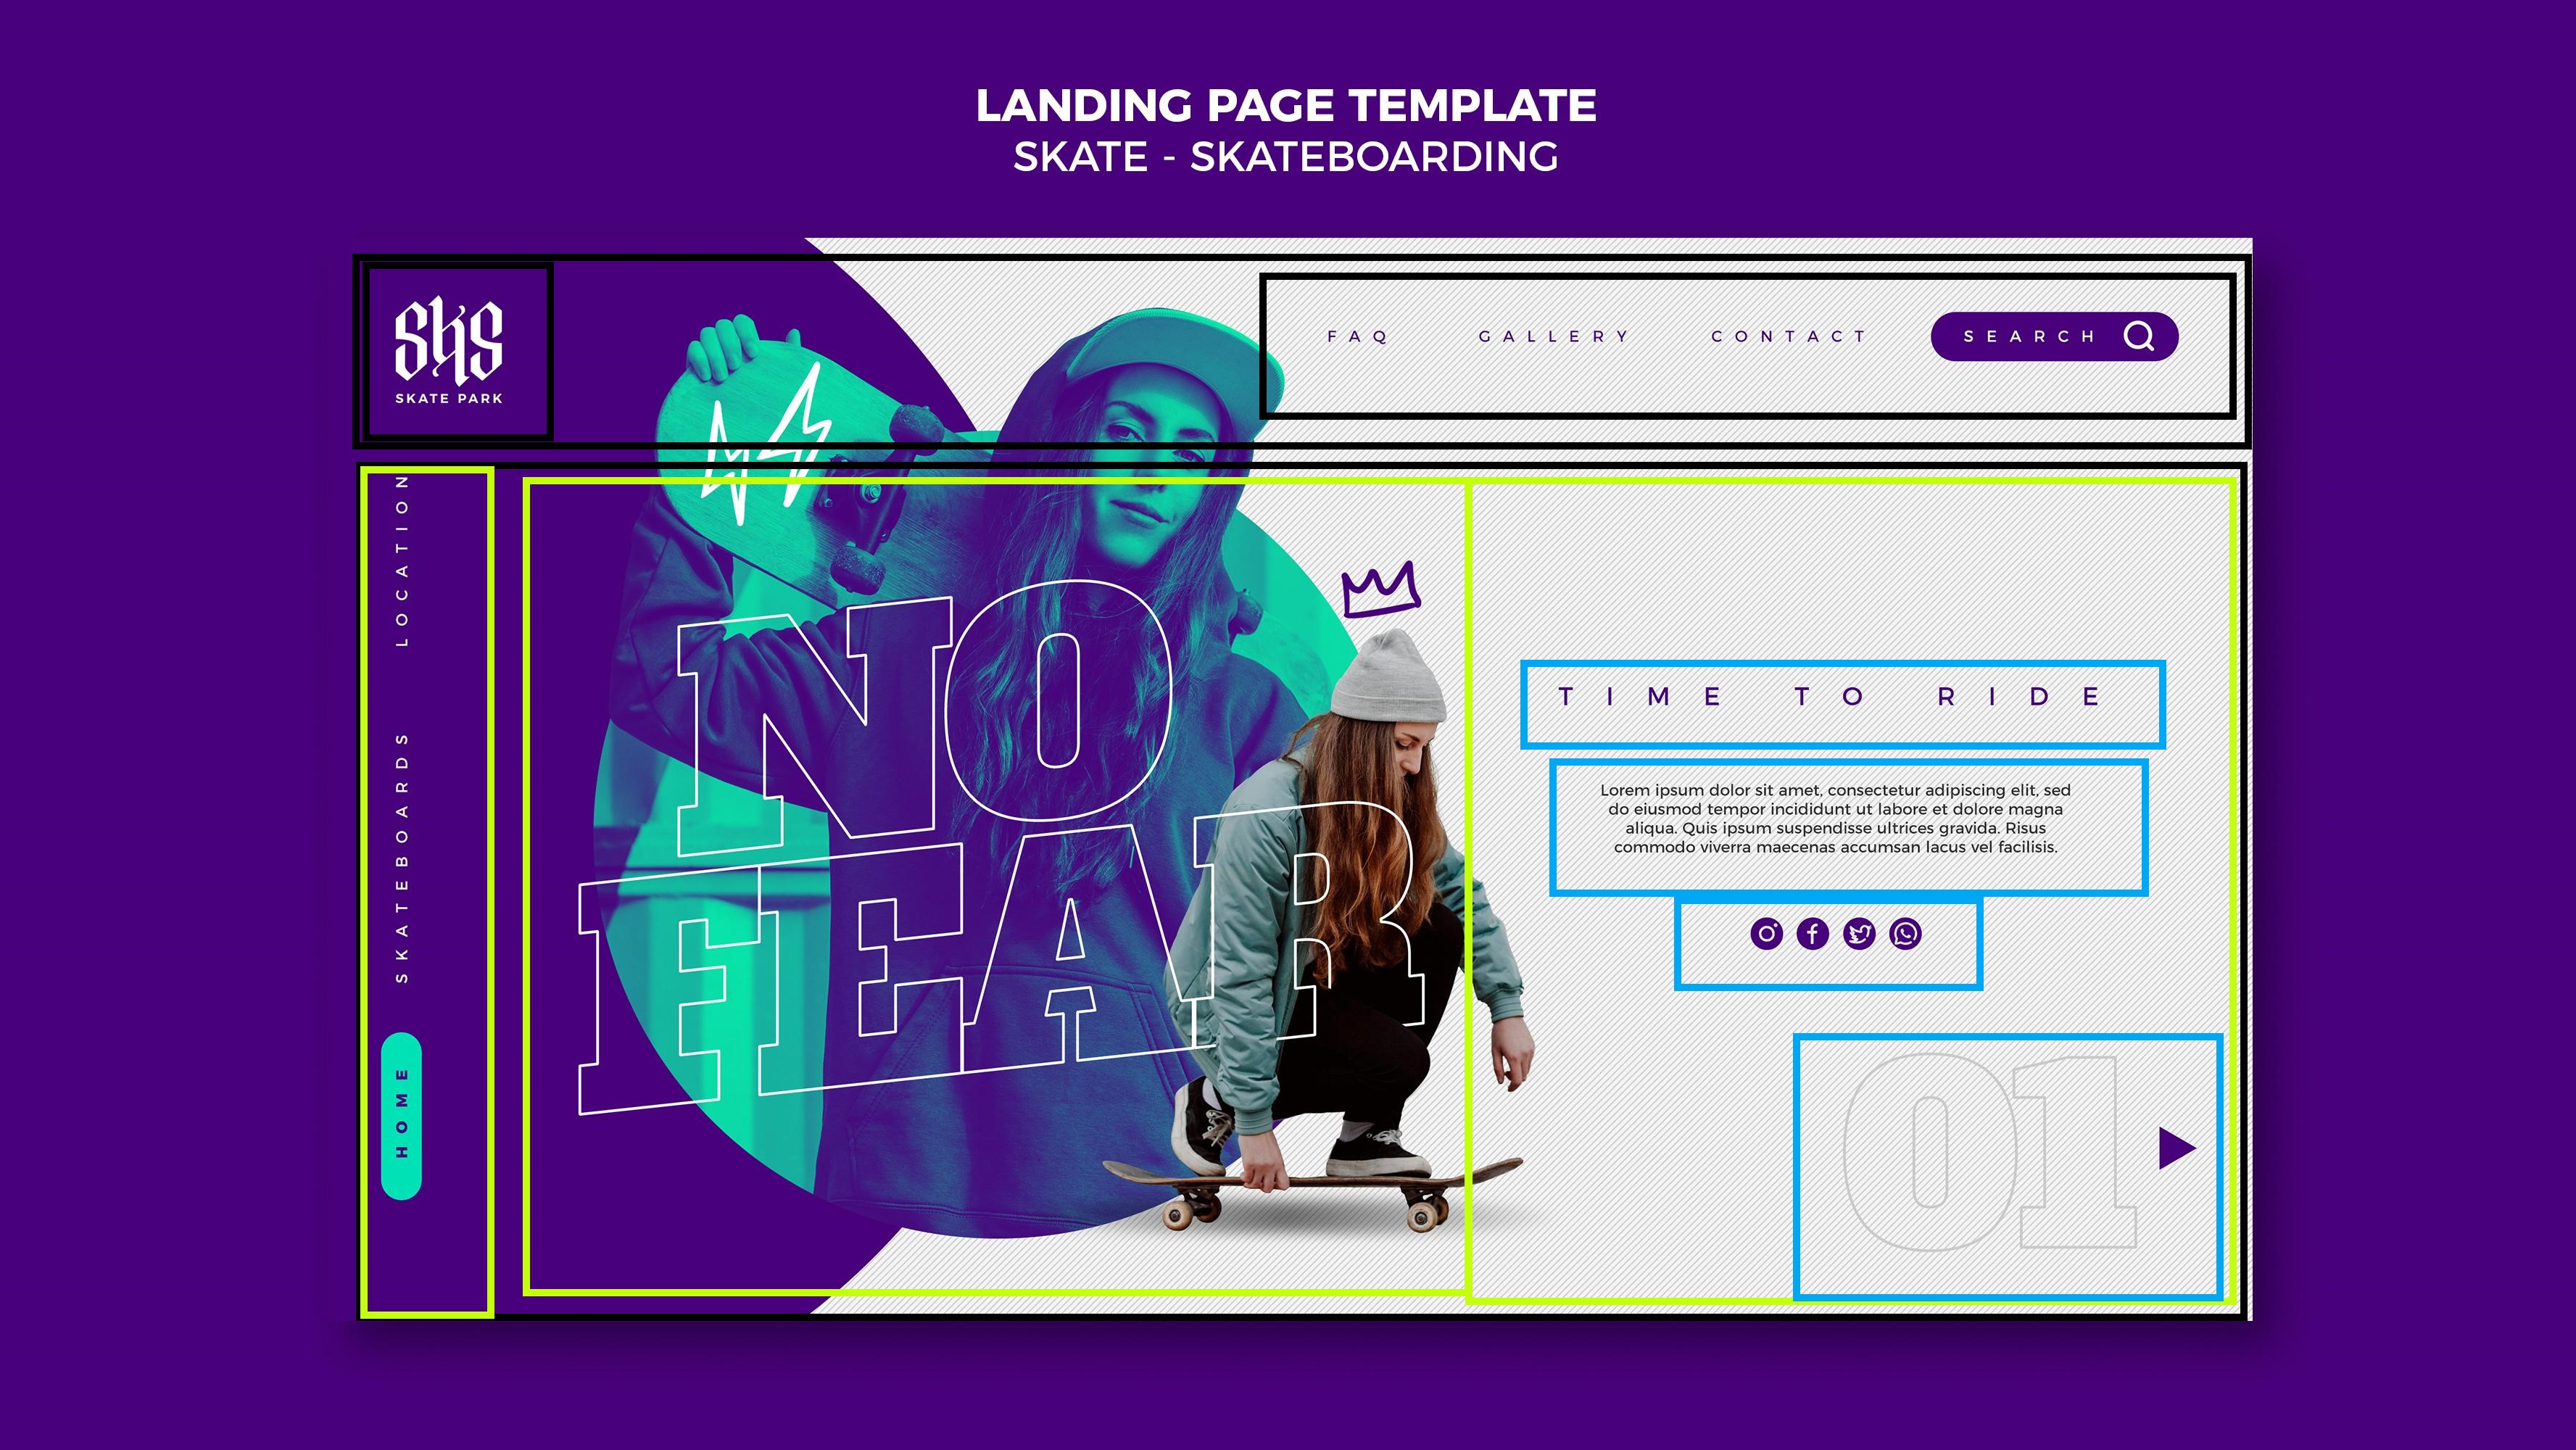 LANDING PAGE TEMPLATE
SKATE - SKATEBOARDING
SKS
SKATE PARK
FAQ
GALLERY
CONTACT
SEARCH
LOCATION
SKATEBOARDS
HOME
NO
FEAR
TIME TO RIDE
Lorem ipsum dolor sit amet, consectetur adipiscing elit, sed
do eiusmod tempor incididunt ut labore et dolore magna
aliqua. Quis ipsum suspendisse ultrices gravida. Risus
commodo viverra maecenas accumsan lacus vel facilisis.
01